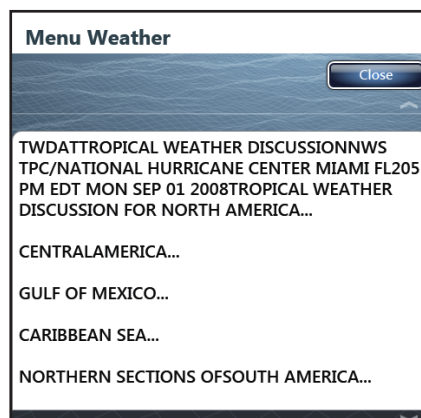 Menu Weather
Close
TWDATTROPICAL WEATHER DISCUSSIONNWS
TPC/NATIONAL HURRICANE CENTER MIAMI FL205
PM EDT MON SEP 01 2008TROPICAL WEATHER
DISCUSSION FOR NORTH AMERICA...
CENTRALAMERICA...
GULF OF MEXICO...
CARIBBEAN SEA...
NORTHERN SECTIONS OFSOUTH AMERICA...